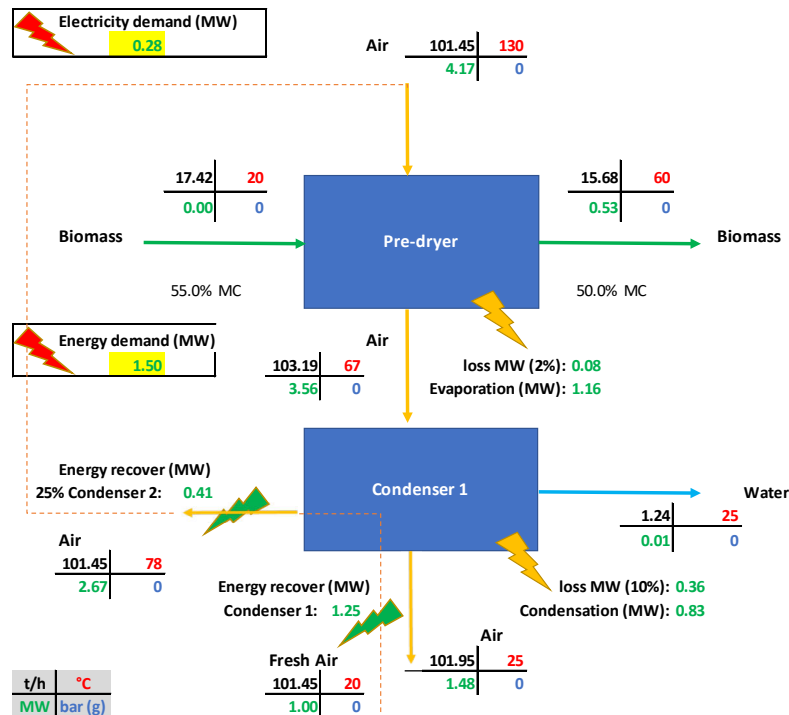 Electricity demand (MW)
0.28
Air
101.45 130
4.17 0
17.42 20
0.00 0
Biomass
55.0% MC
Pre-dryer
15.68 60
0.53 0
Biomass
50.0% MC
Energy demand (MW)
1.50
Air
103.19 67
3.56 0
loss MW (2%): 0.08
Evaporation (MW): 1.16
Energy recover (MW)
25% Condenser 2: 0.41
Condenser 1
Water
1.24 25
0.01 0
Air
101.45 78
2.67 0
Energy recover (MW)
Condenser 1: 1.25
loss MW (10%): 0.36
Condensation (MW): 0.83
Air
101.95 25
1.48 0
Fresh Air
101.45 20
1.00 0
t/h °C
MW bar (g)